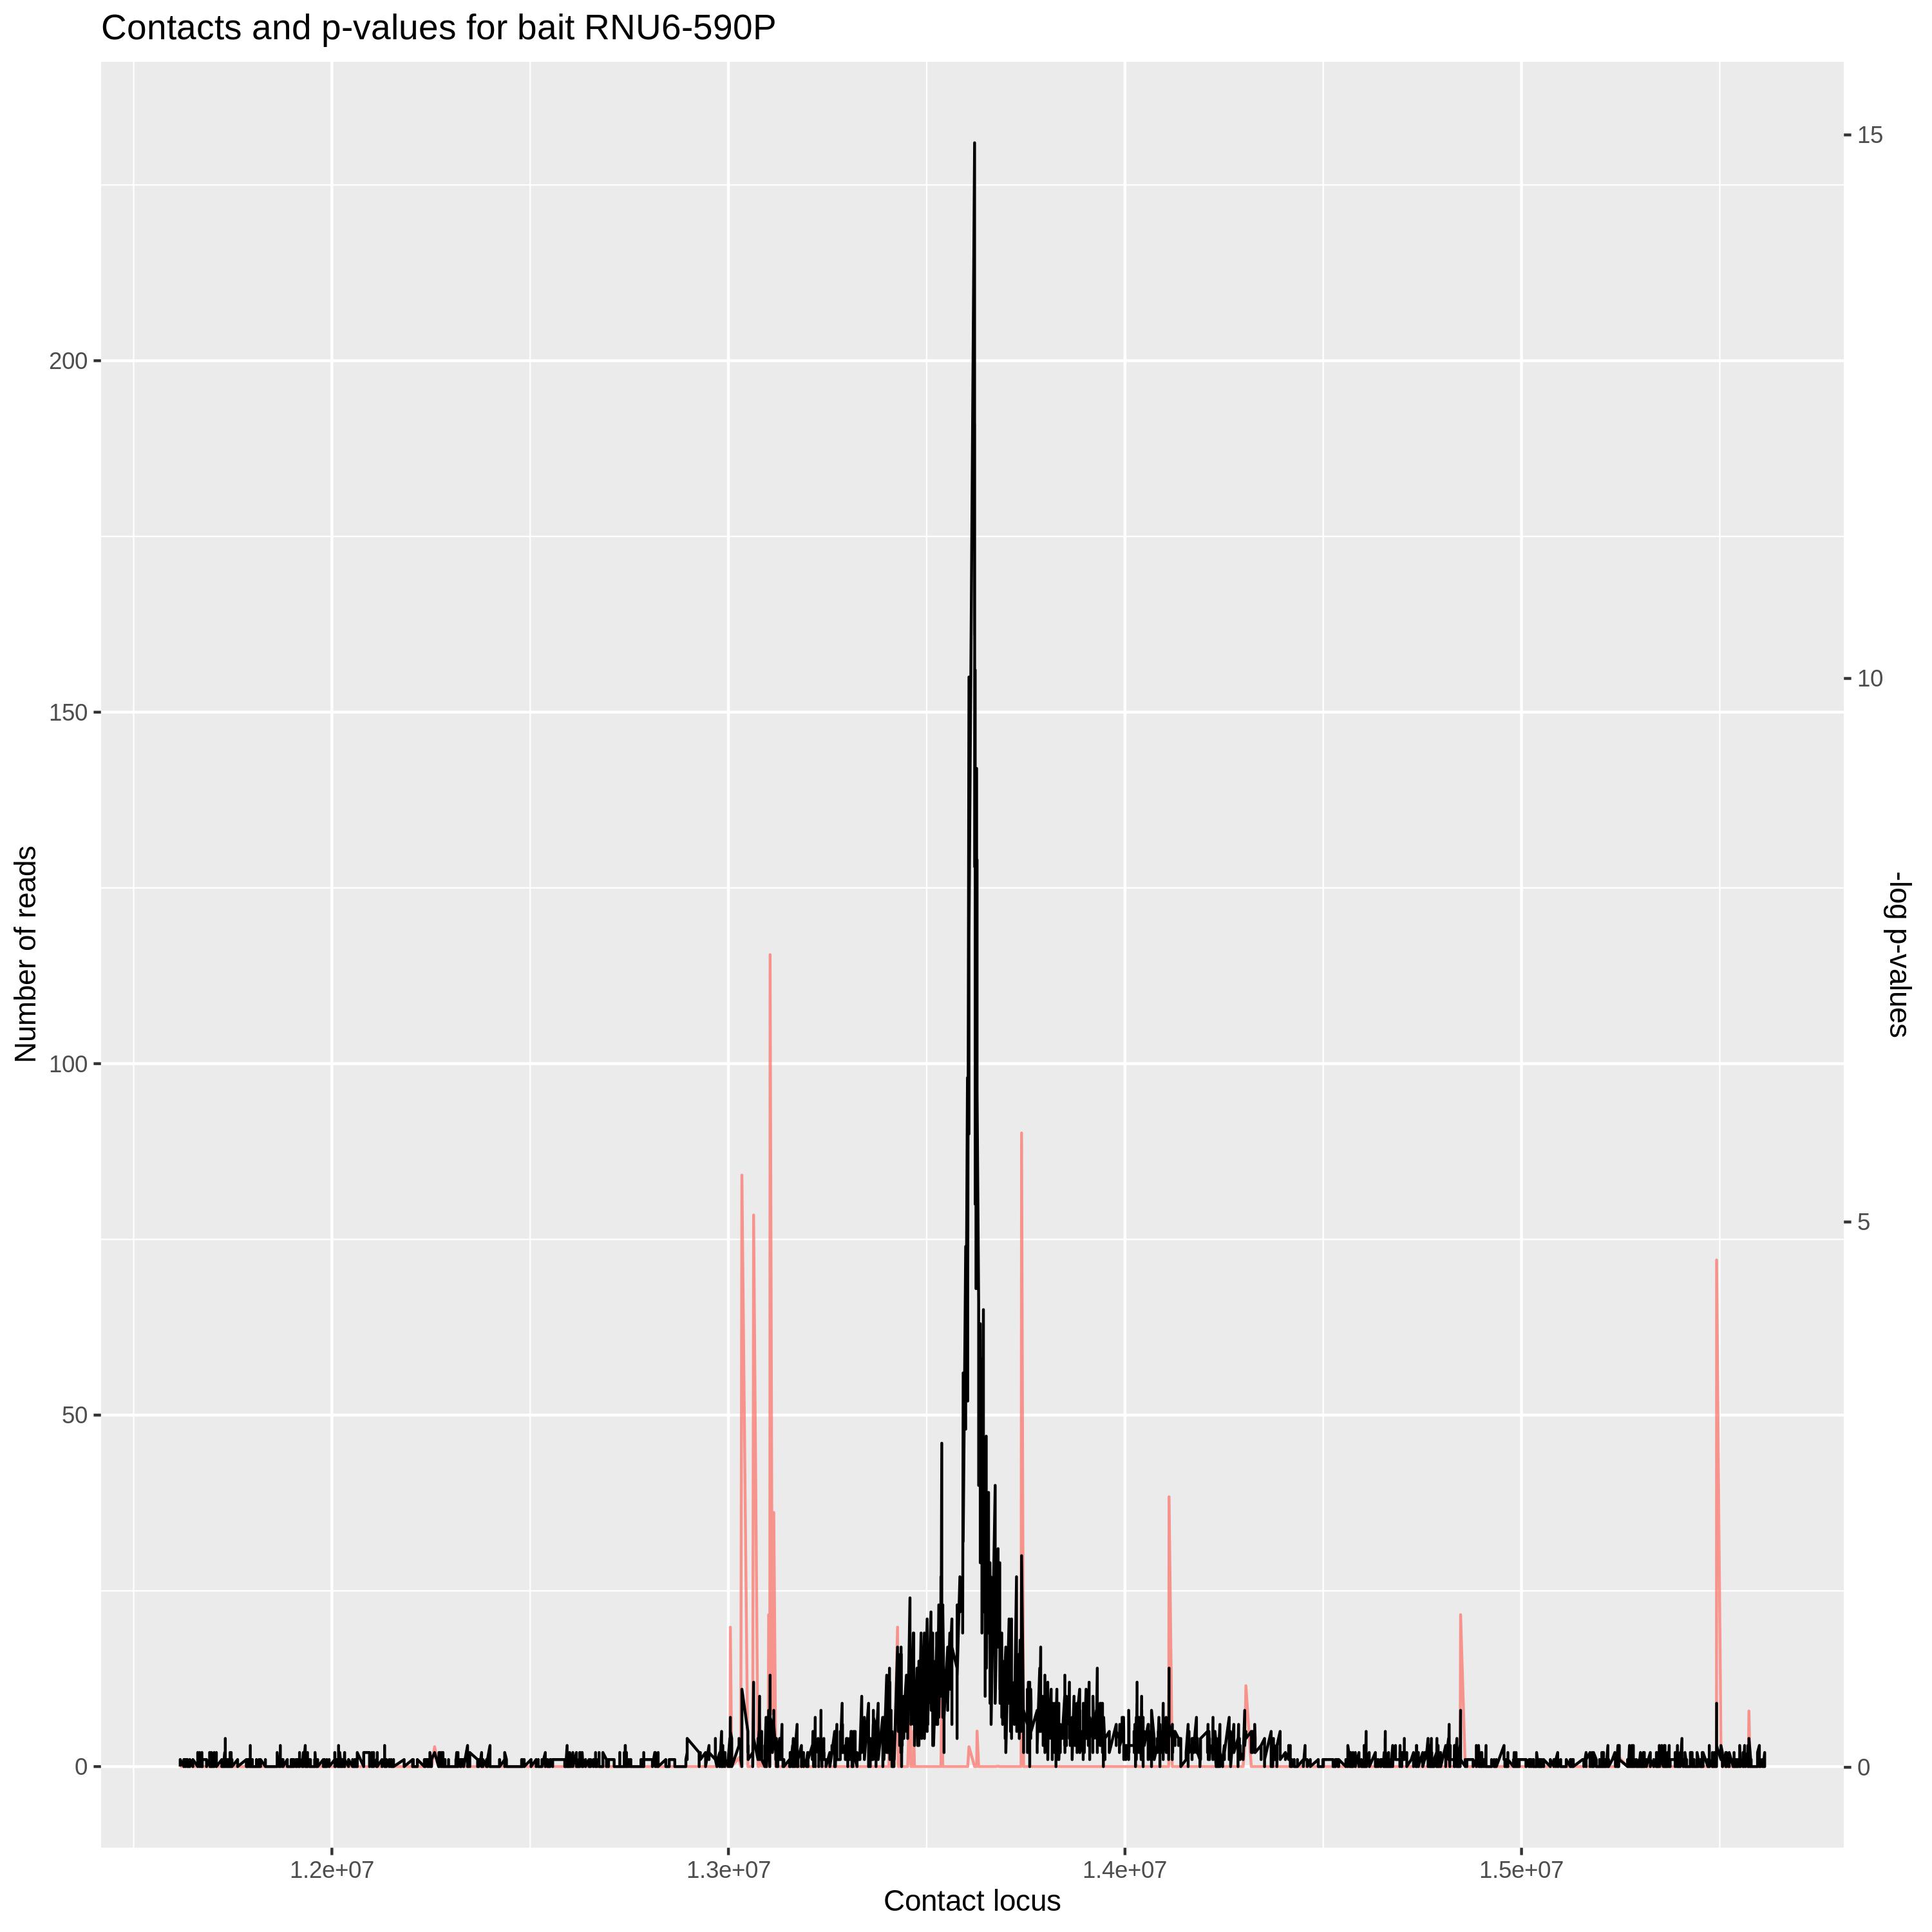 Contacts and p-values for bait RNU6-590P
Number of reads
200
150
100
50
0
15
10
5
0
-log p-values
1.2e+07
1.3e+07
1.4e+07
1.5e+07
Contact locus